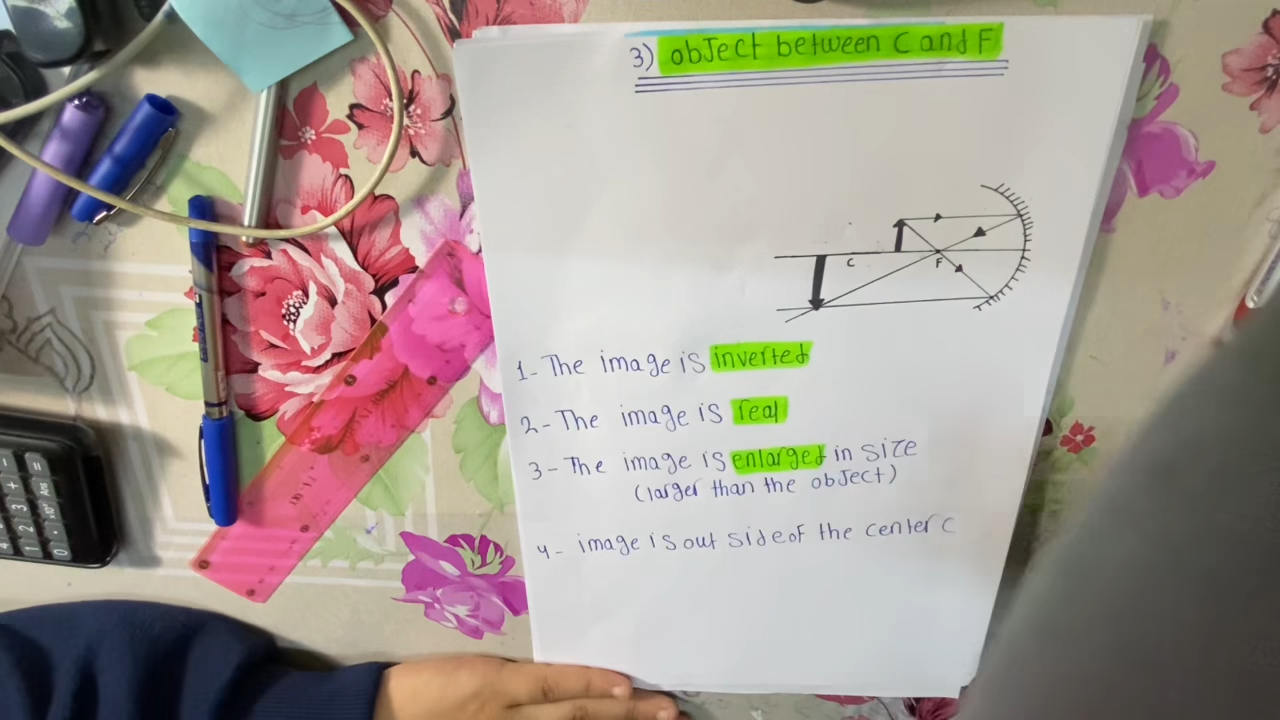 3) object between C and F
C
F
1- The image is inverted
2- The image is real
3- The image is enlarged in size
(larger than the object)
4- image is out side of the center C